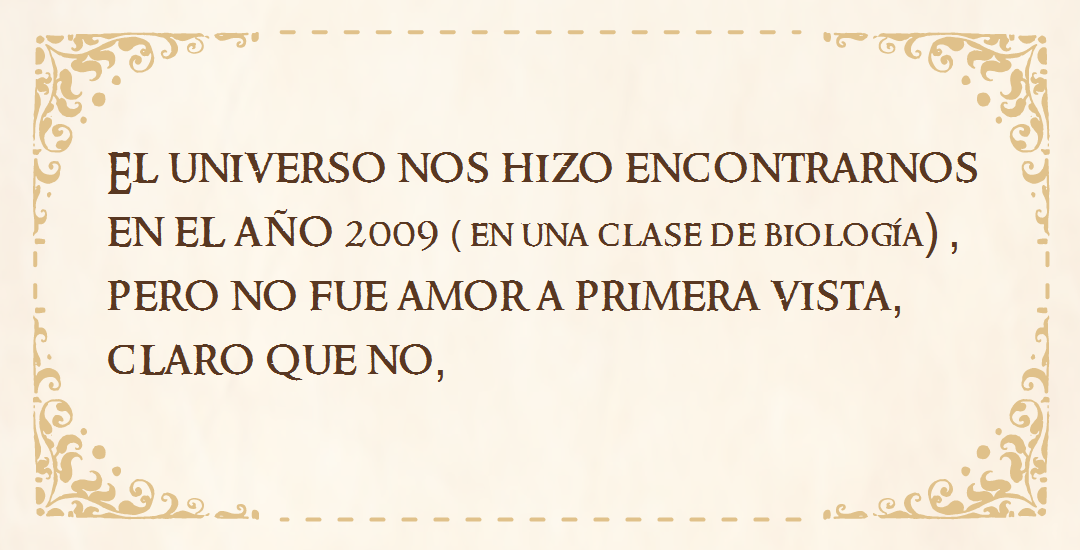 El universo nos hizo encontrarnos
en el año 2009 ( en una clase de biología) ,
pero no fue amor a primera vista,
claro que no,